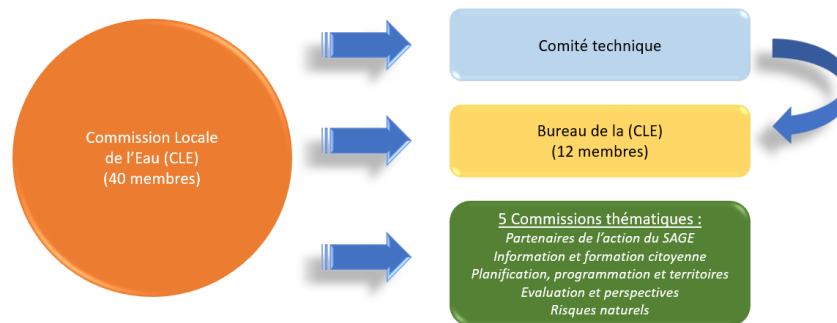 Commission Locale
de l'Eau (CLE)
(40 membres)
Comité technique
Bureau de la (CLE)
(12 membres)
5 Commissions thématiques :
Partenaires de l'action du SAGE
Information et formation citoyenne
Planification, programmation et territoires
Evaluation et perspectives
Risques naturels